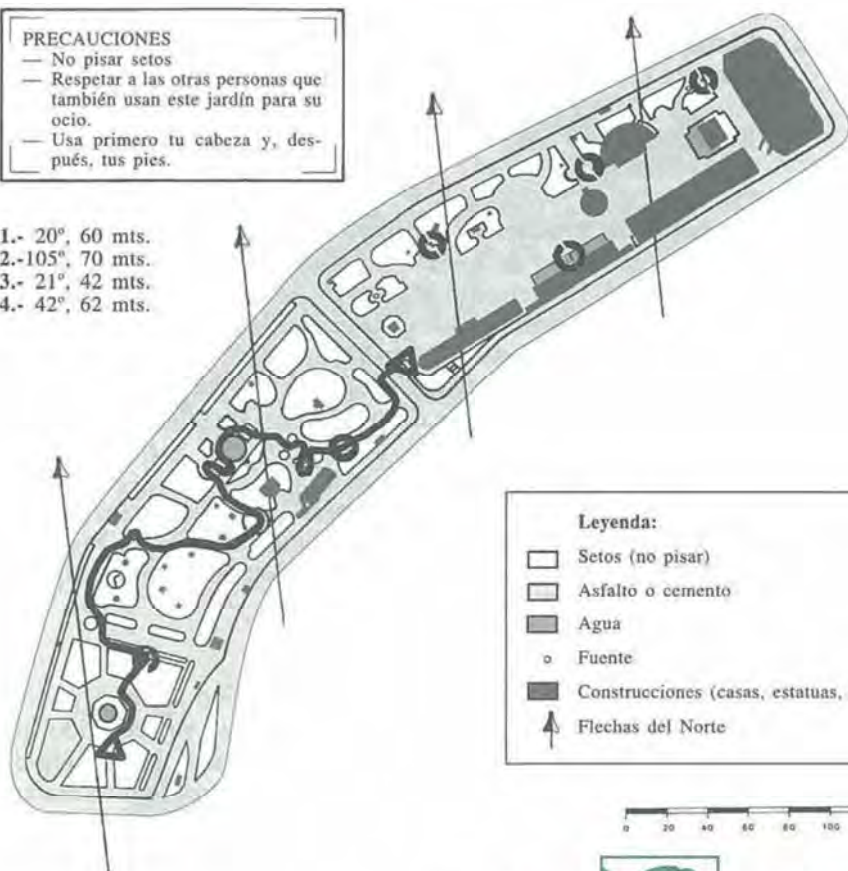 PRECAUCIONES
— No pisar setos
— Respetar a las otras personas que
también usan este jardín para su
ocio.
— Usa primero tu cabeza y, des-
pués, tus pies.
1.- 20º, 60 mts.
2.-105º, 70 mts.
3.- 21º, 42 mts.
4.- 42º, 62 mts.
Leyenda:
Setos (no pisar)
Asfalto o cemento
Agua
Fuente
Construcciones (casas, estatuas,
Flechas del Norte
0 20 40 60 80 100